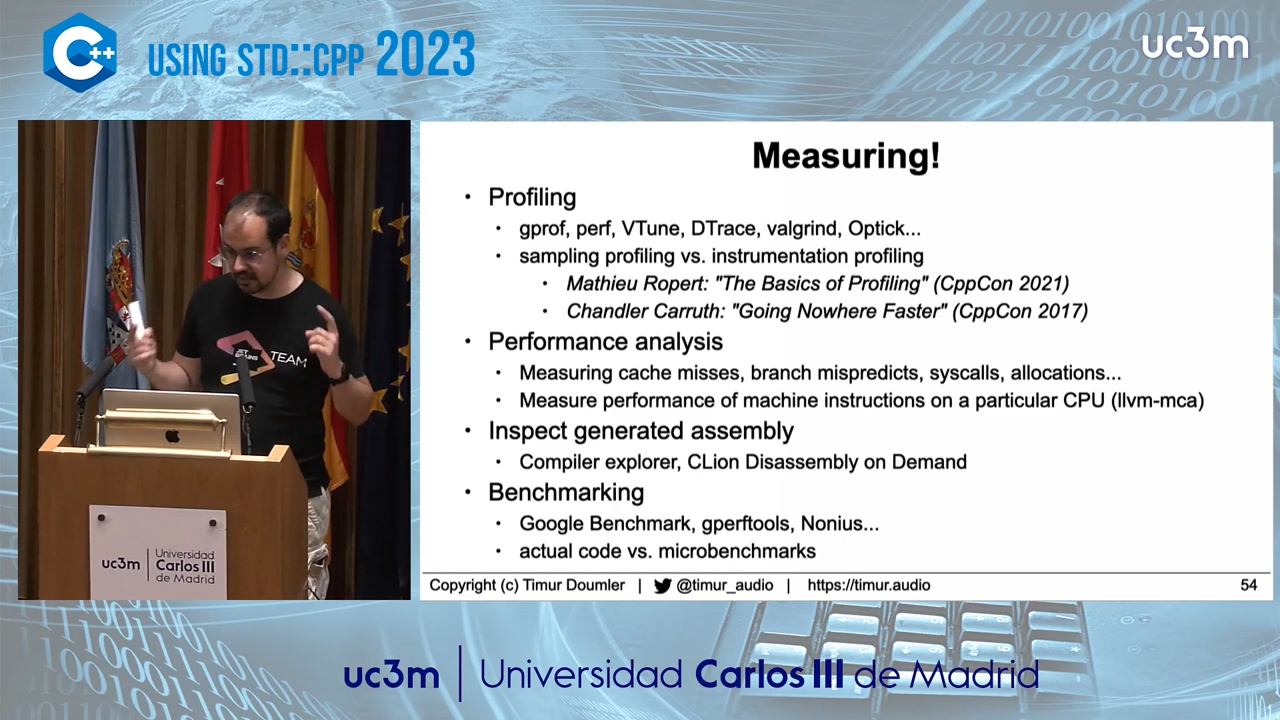 C++
USING STD::CPP 2023
uc3m
Measuring!
• Profiling
• gprof, perf, VTune, DTrace, valgrind, Optick...
• sampling profiling vs. instrumentation profiling
• Mathieu Ropert: "The Basics of Profiling" (CppCon 2021)
• Chandler Carruth: "Going Nowhere Faster" (CppCon 2017)
• Performance analysis
• Measuring cache misses, branch mispredicts, syscalls, allocations...
• Measure performance of machine instructions on a particular CPU (llvm-mca)
• Inspect generated assembly
• Compiler explorer, CLion Disassembly on Demand
• Benchmarking
• Google Benchmark, gperftools, Nonius...
• actual code vs. microbenchmarks
Copyright (c) Timur Doumler | @timur_audio | https://timur.audio 54
JET
BRAINS
TEAM
uc3m | Universidad
Carlos III
de Madrid
uc3m | Universidad Carlos III de Madrid